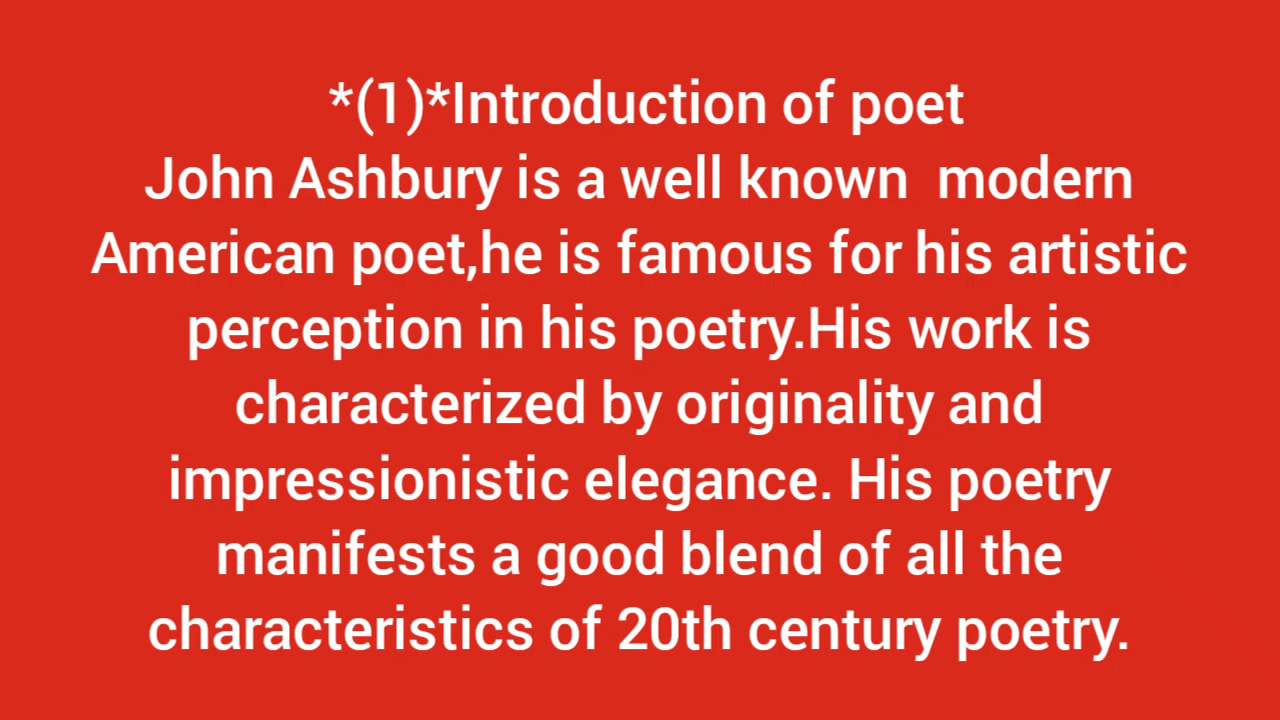 *(1)*Introduction of poet
John Ashbury is a well known  modern
American poet,he is famous for his artistic
perception in his poetry.His work is
characterized by originality and
impressionistic elegance. His poetry
manifests a good blend of all the
characteristics of 20th century poetry.